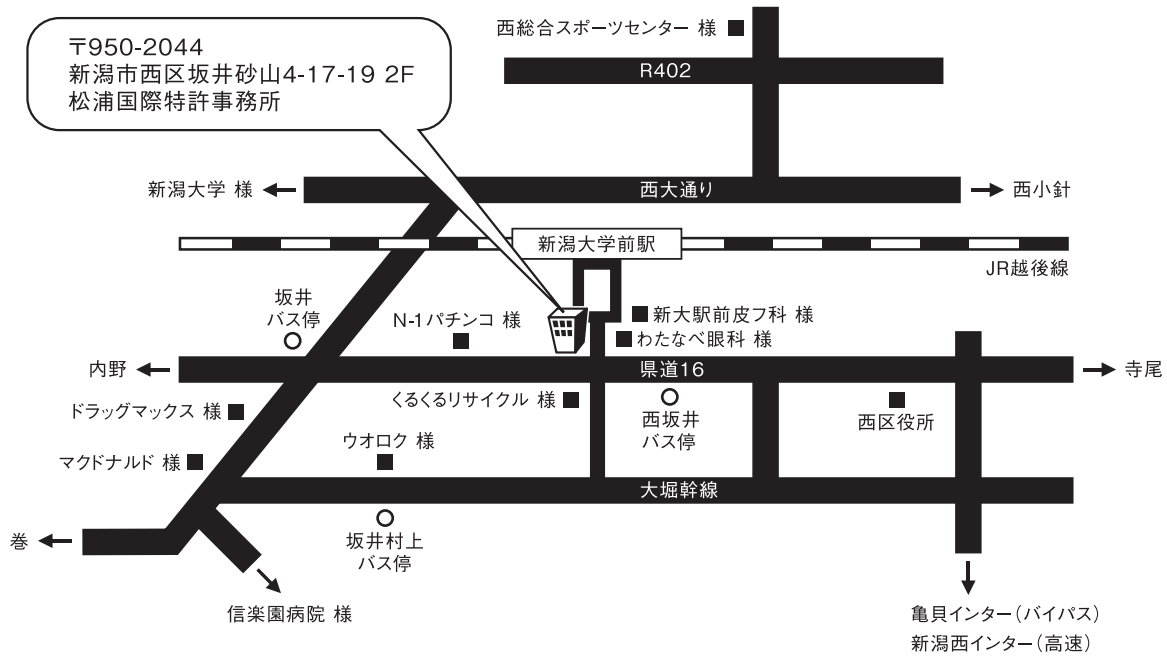 西総合スポーツセンター 様
〒950-2044
新潟市西区坂井砂山4-17-19 2F
松浦国際特許事務所
R402
新潟大学 様
西大通り
西小針
新潟大学前駅
JR越後線
坂井
バス停
N-1パチンコ 様
新大駅前皮フ科 様
わたなべ眼科 様
内野
県道16
寺尾
ドラッグマックス 様
くるくるリサイクル 様
西坂井
バス停
西区役所
マクドナルド 様
ウオロク 様
大堀幹線
巻
坂井村上
バス停
信楽園病院 様
亀貝インター(バイパス)
新潟西インター(高速)